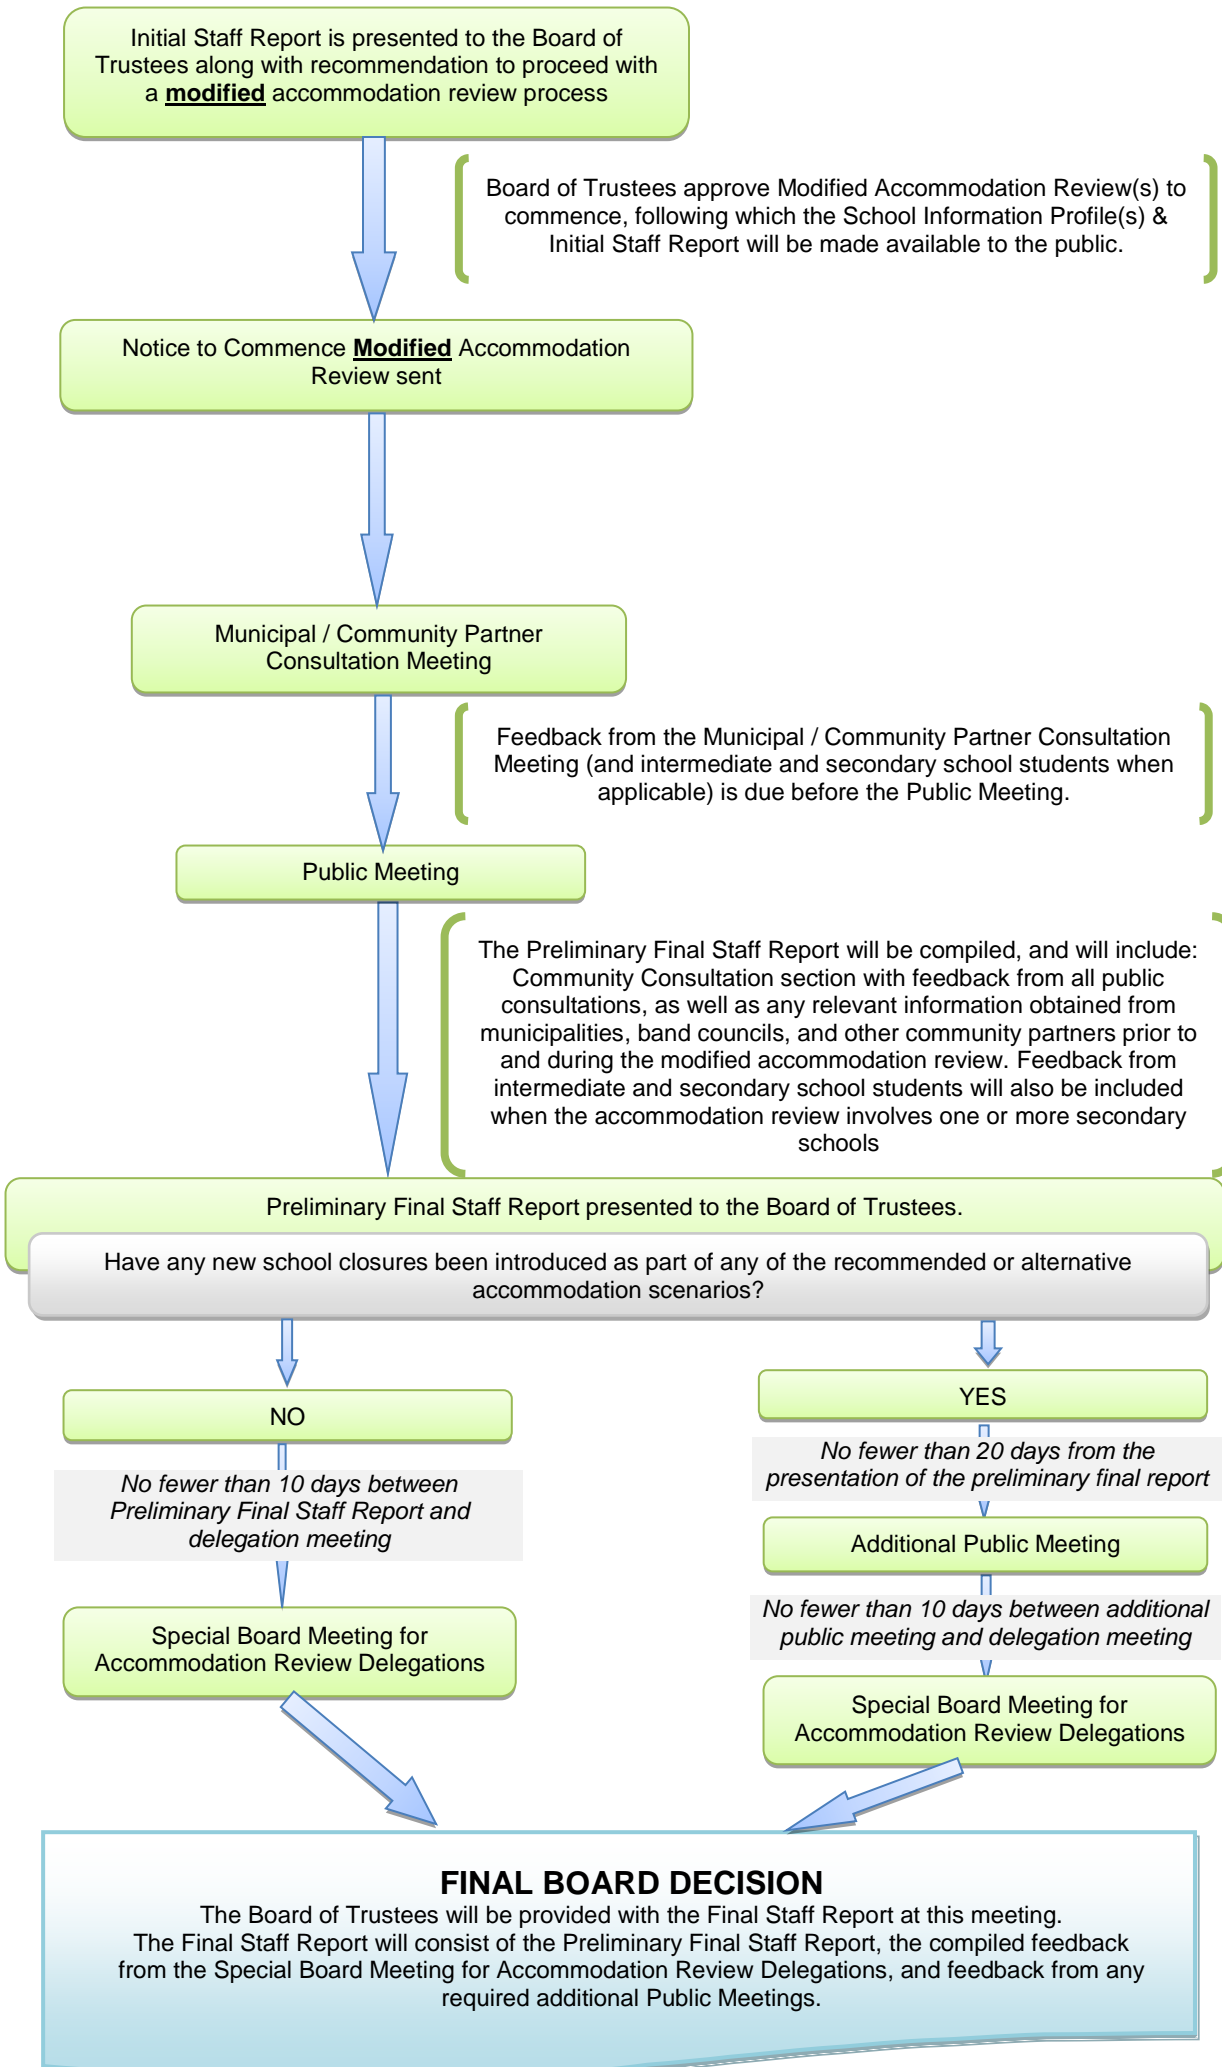 Initial Staff Report is presented to the Board of
Trustees along with recommendation to proceed with
a modified accommodation review process
Board of Trustees approve Modified Accommodation Review(s) to
commence, following which the School Information Profile(s) &
Initial Staff Report will be made available to the public.
Notice to Commence Modified Accommodation
Review sent
Municipal / Community Partner
Consultation Meeting
Feedback from the Municipal / Community Partner Consultation
Meeting (and intermediate and secondary school students when
applicable) is due before the Public Meeting.
Public Meeting
The Preliminary Final Staff Report will be compiled, and will include:
Community Consultation section with feedback from all public
consultations, as well as any relevant information obtained from
municipalities, band councils, and other community partners prior to
and during the modified accommodation review. Feedback from
intermediate and secondary school students will also be included
when the accommodation review involves one or more secondary
schools
Preliminary Final Staff Report presented to the Board of Trustees.
Have any new school closures been introduced as part of any of the recommended or alternative
accommodation scenarios?
NO
No fewer than 10 days between
Preliminary Final Staff Report and
delegation meeting
Special Board Meeting for
Accommodation Review Delegations
YES
No fewer than 20 days from the
presentation of the preliminary final report
Additional Public Meeting
No fewer than 10 days between additional
public meeting and delegation meeting
Special Board Meeting for
Accommodation Review Delegations
FINAL BOARD DECISION
The Board of Trustees will be provided with the Final Staff Report at this meeting.
The Final Staff Report will consist of the Preliminary Final Staff Report, the compiled feedback
from the Special Board Meeting for Accommodation Review Delegations, and feedback from any
required additional Public Meetings.